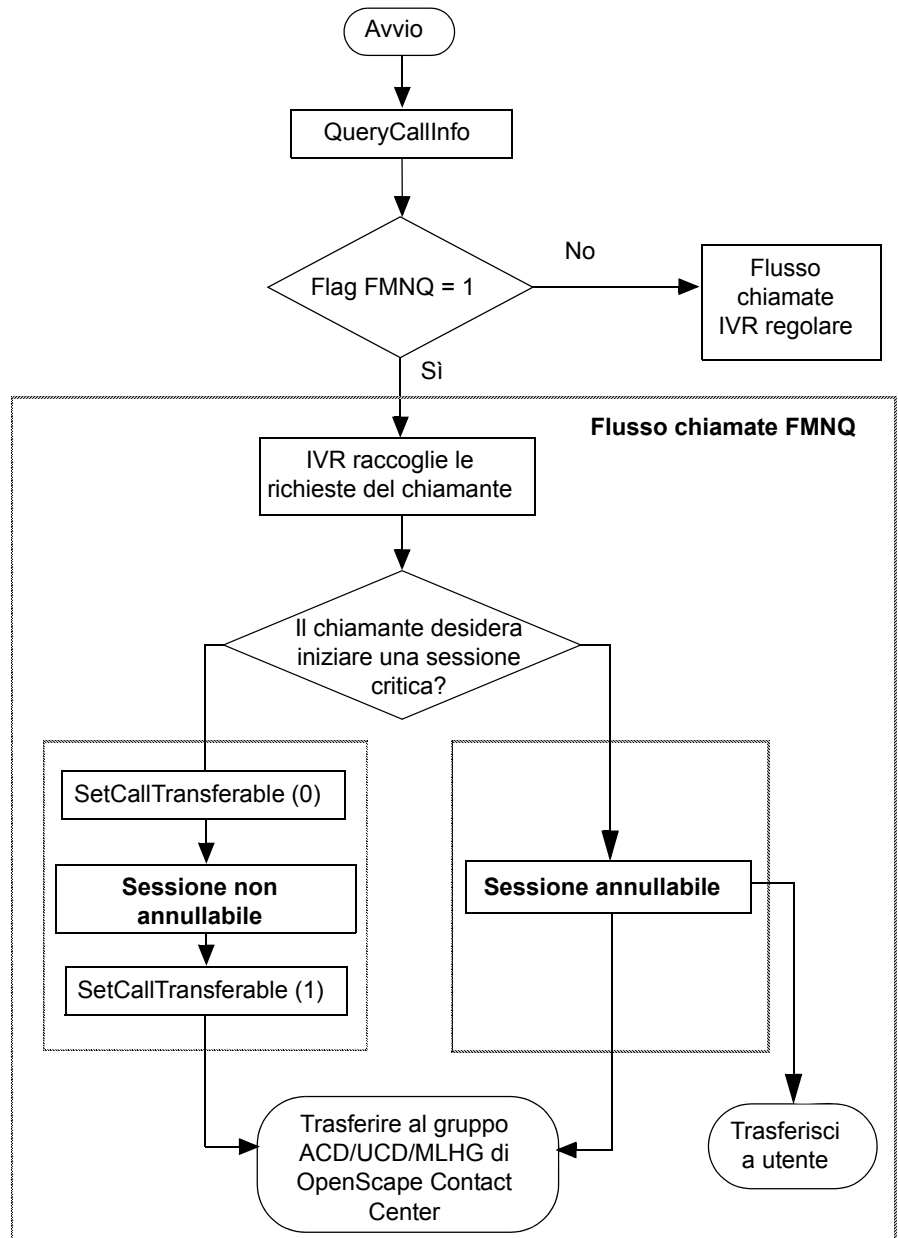 Avvio
QueryCallInfo
Flag FMNQ = 1
No
Flusso
chiamate
IVR regolare
Sì
Flusso chiamate FMNQ
IVR raccoglie le
richieste del chiamante
Il chiamante desidera
iniziare una sessione
critica?
SetCallTransferable (0)
Sessione non
annullabile
SetCallTransferable (1)
Sessione annullabile
Trasferire al gruppo
ACD/UCD/MLHG di
OpenScape Contact
Center
Trasferisci
a utente